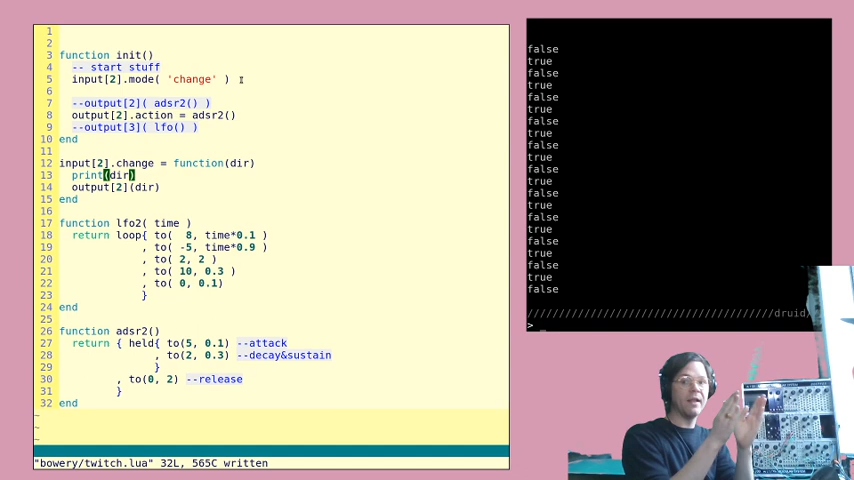 1
2
3 function init()
4 -- start stuff
5 input[2].mode( 'change' )
6
7 --output[2]( adsr2() )
8 output[2].action = adsr2()
9 --output[3]( lfo() )
10 end
11
12 input[2].change = function(dir)
13 print(dir)
14 output[2](dir)
15 end
16
17 function lfo2( time )
18 return loop{ to( 8, time*0.1 )
19 , to( -5, time*0.9 )
20 , to( 2, 2 )
21 , to( 10, 0.3 )
22 , to( 0, 0.1)
23 }
24 end
25
26 function adsr2()
27 return { held{ to(5, 0.1) --attack
28 , to(2, 0.3) --decay&sustain
29 }
30 , to(0, 2) --release
31 }
32 end
~
~
~
"bowery/twitch.lua" 32L, 565C written
false
true
false
true
false
true
false
true
false
true
false
true
false
true
false
true
false
true
false
true
false
////////////////////////////////////////druid/
> _